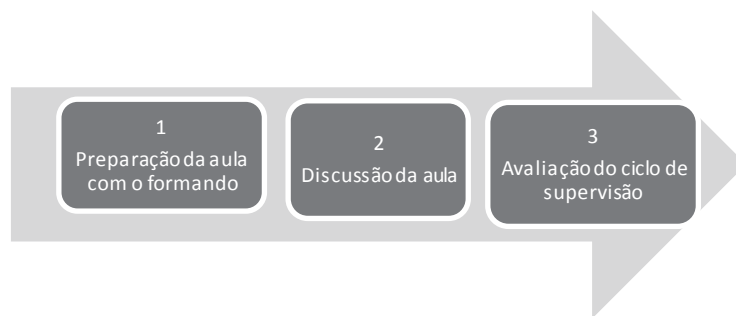 1
Preparação da aula
com o formando
2
Discussão da aula
3
Avaliação do ciclo de
supervisão